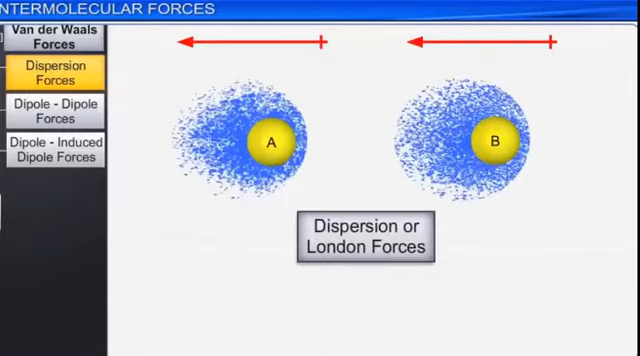 NTERMOLECULAR FORCES
Van der Waals
Forces
Dispersion
Forces
Dipole - Dipole
Forces
Dipole - Induced
Dipole Forces
A
B
Dispersion or
London Forces